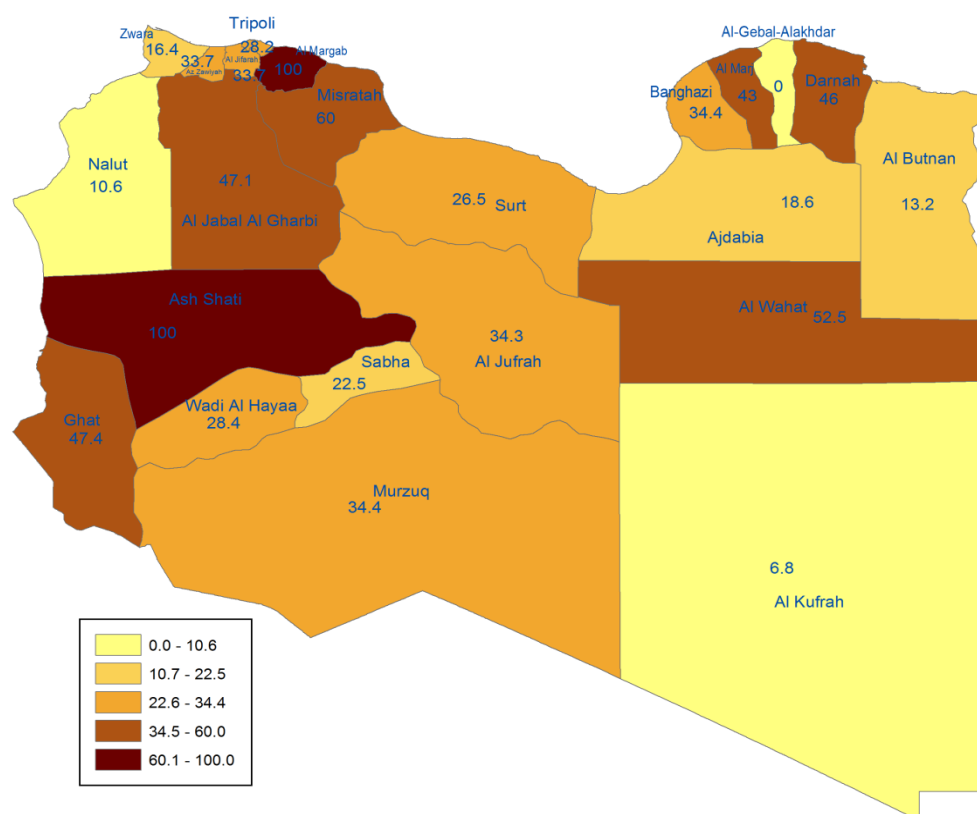 Tripoli
Zwara
16.4
28.2
Al Margab
33.7
Al Jifarah
Az Zawiyah
33.7
100
Misratah
60
Al-Gebal-Alakhdar
Al Marj
43
0
Darnah
46
Banghazi
34.4
Nalut
10.6
47.1
Al Jabal Al Gharbi
26.5
Surt
18.6
Ajdabia
Al Butnan
13.2
Ash Shati
100
34.3
Al Jufrah
Al Wahat
52.5
Sabha
22.5
Wadi Al Hayaa
28.4
Ghat
47.4
Murzuq
34.4
6.8
Al Kufrah
0.0 - 10.6
10.7 - 22.5
22.6 - 34.4
34.5 - 60.0
60.1 - 100.0